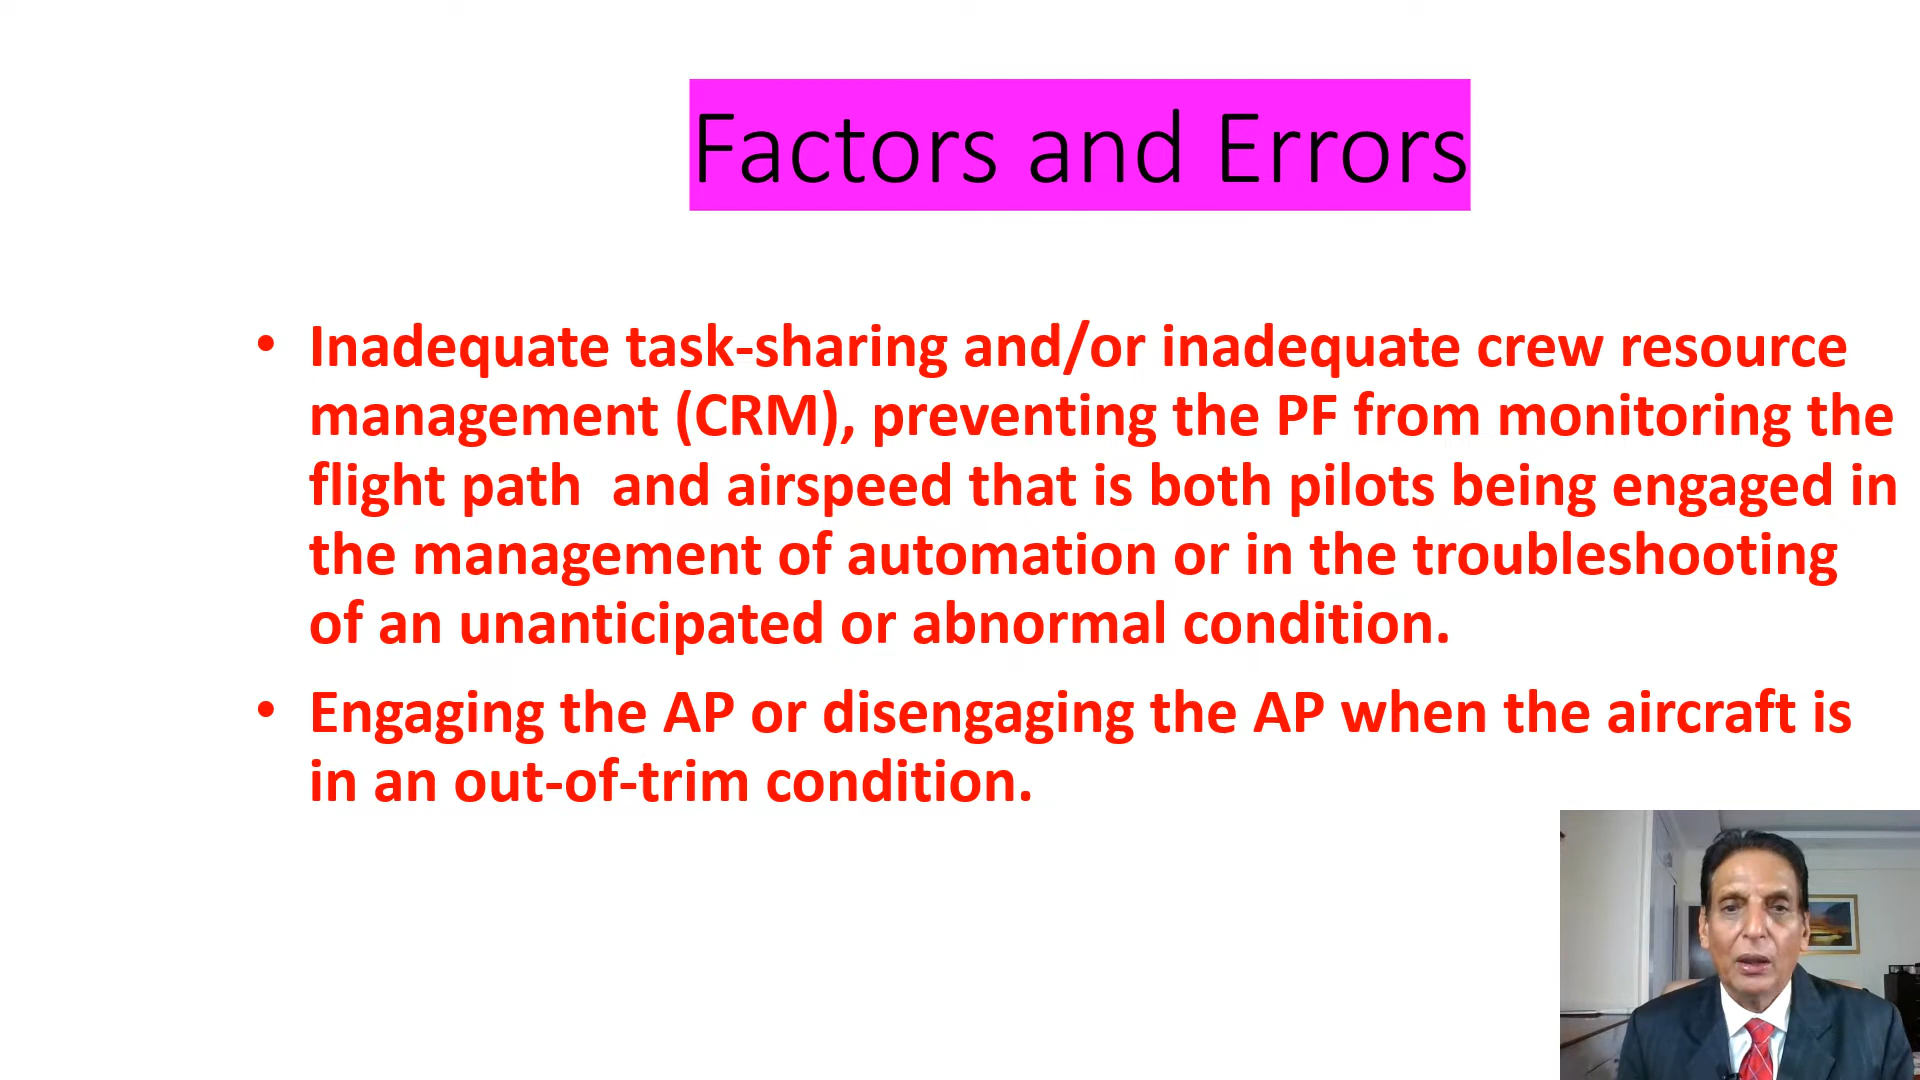 Factors and Errors
• Inadequate task-sharing and/or inadequate crew resource
management (CRM), preventing the PF from monitoring the
flight path  and airspeed that is both pilots being engaged in
the management of automation or in the troubleshooting
of an unanticipated or abnormal condition.
• Engaging the AP or disengaging the AP when the aircraft is
in an out-of-trim condition.